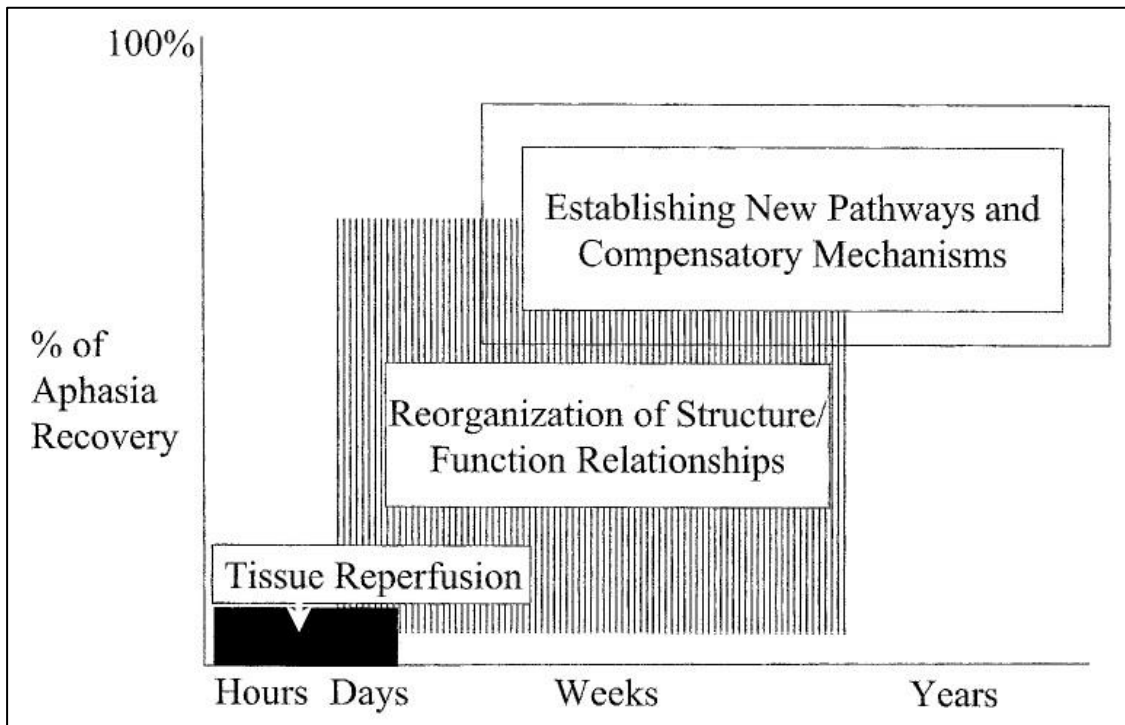 100%
Establishing New Pathways and
Compensatory Mechanisms
% of
Aphasia
Recovery
Reorganization of Structure/
Function Relationships
Tissue Reperfusion
Hours Days Weeks Years